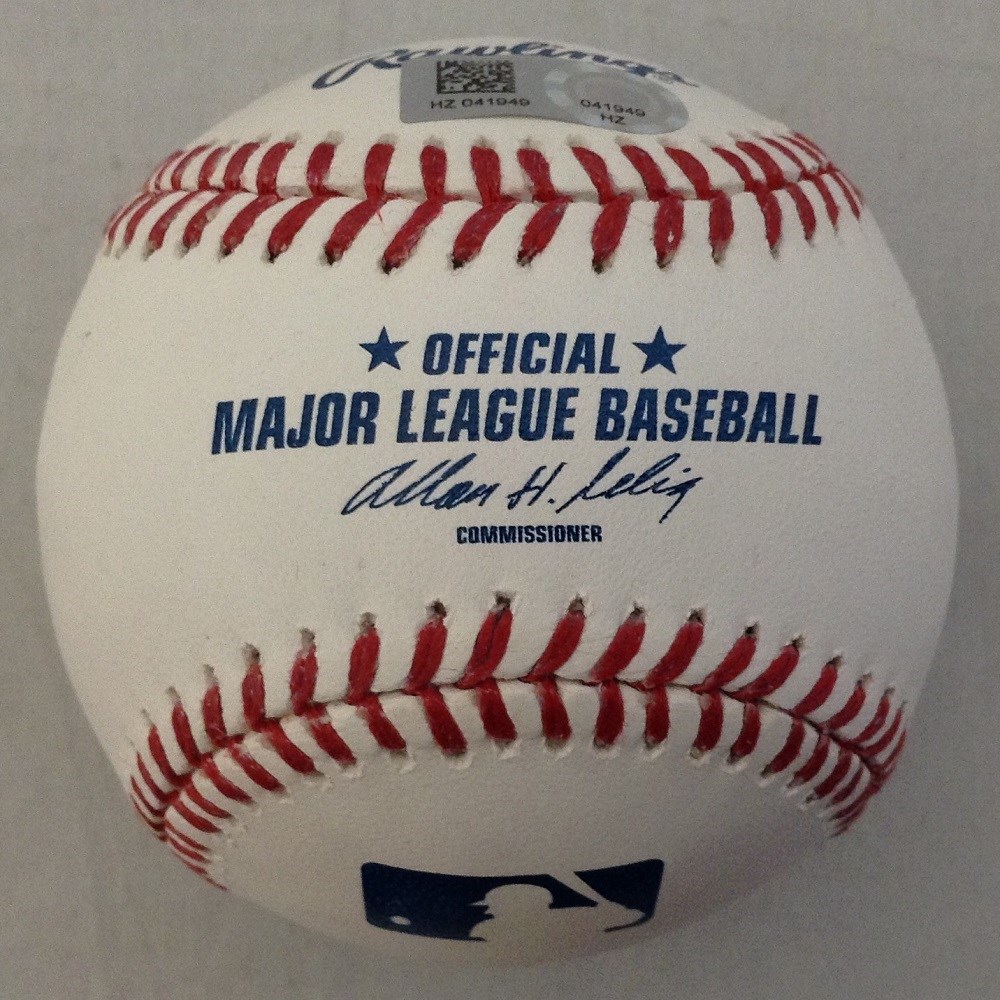 Rawlings
HZ 041949
041949
HZ
★ OFFICIAL ★
MAJOR LEAGUE BASEBALL
Allan H. Selig
COMMISSIONER